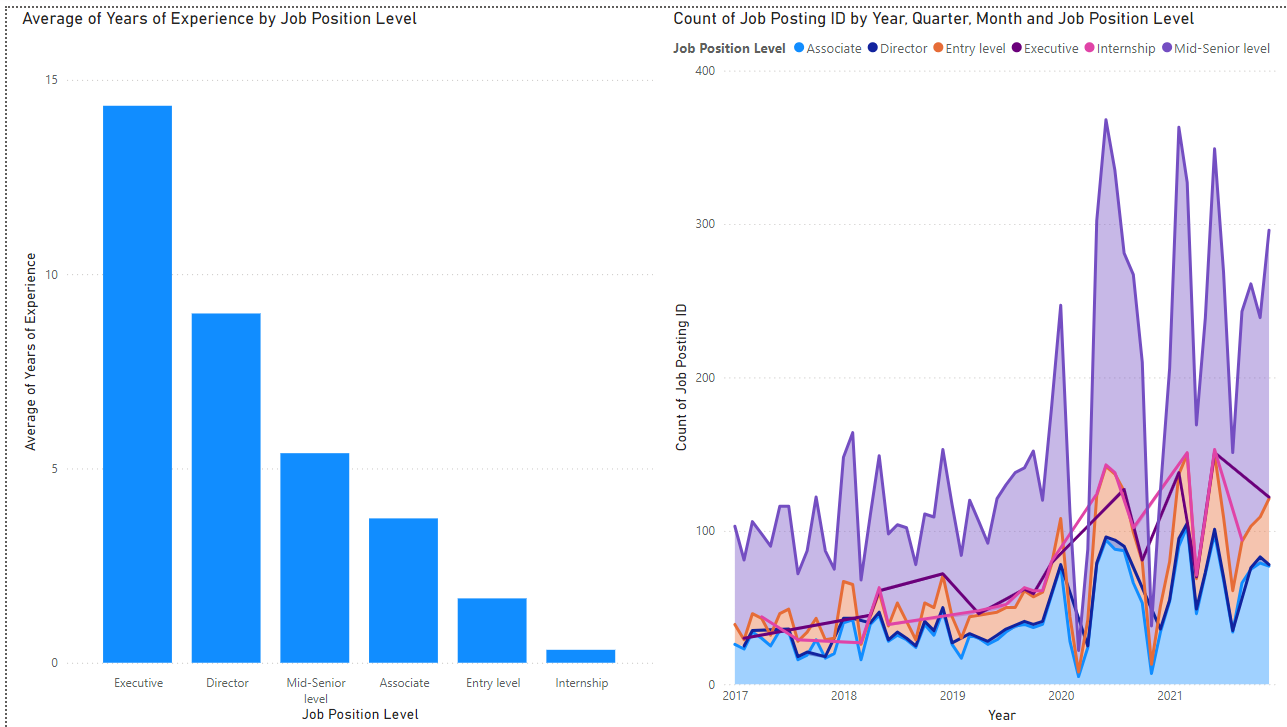 Average of Years of Experience by Job Position Level
15
10
5
0
Average of Years of Experience
Executive
Director
Mid-Senior
level
Associate
Entry level
Internship
Job Position Level
Count of Job Posting ID by Year, Quarter, Month and Job Position Level
Job Position Level Associate Director Entry level Executive Internship Mid-Senior level
400
300
200
100
0
Count of Job Posting ID
2017 2018 2019 2020 2021
Year